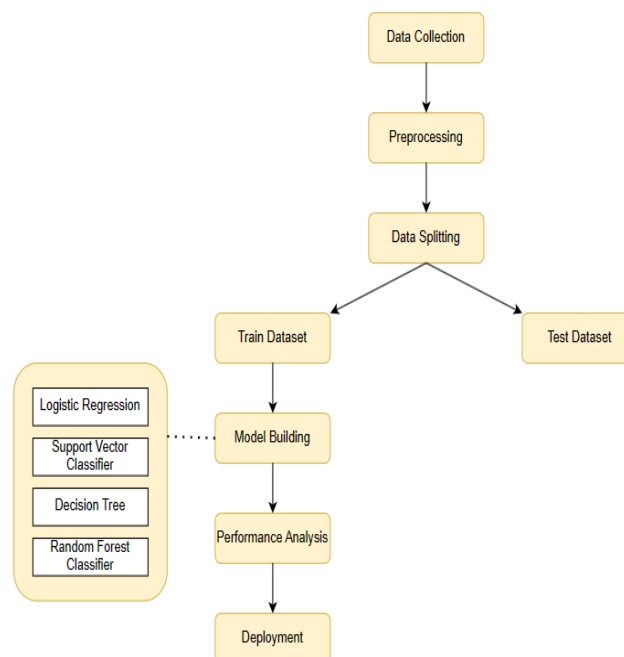 Data Collection
Preprocessing
Data Splitting
Train Dataset
Test Dataset
Logistic Regression
Support Vector
Classifier
Decision Tree
Random Forest
Classifier
Model Building
Performance Analysis
Deployment